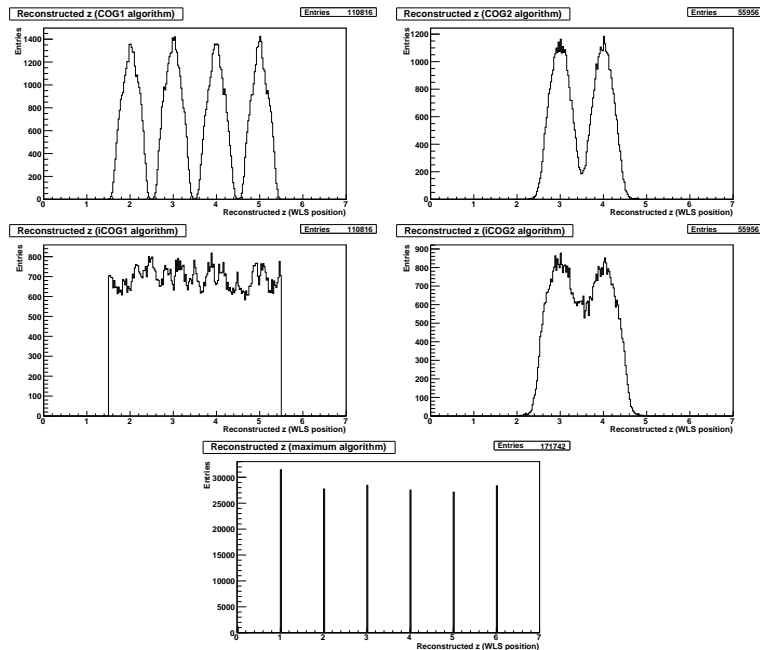 Reconstructed z (COG1 algorithm)
Entries 110816
Entries
1400
1200
1000
800
600
400
200
0
0 1 2 3 4 5 6 7
Reconstructed z (WLS position)
Reconstructed z (COG2 algorithm)
Entries 55956
Entries
1200
1000
800
600
400
200
0
0 1 2 3 4 5 6 7
Reconstructed z (WLS position)
Reconstructed z (iCOG1 algorithm)
Entries 110816
Entries
800
700
600
500
400
300
200
100
0
0 1 2 3 4 5 6 7
Reconstructed z (WLS position)
Reconstructed z (iCOG2 algorithm)
Entries 55956
Entries
900
800
700
600
500
400
300
200
100
0
0 1 2 3 4 5 6 7
Reconstructed z (WLS position)
Reconstructed z (maximum algorithm)
Entries 171742
Entries
30000
25000
20000
15000
10000
5000
0
0 1 2 3 4 5 6 7
Reconstructed z (WLS position)